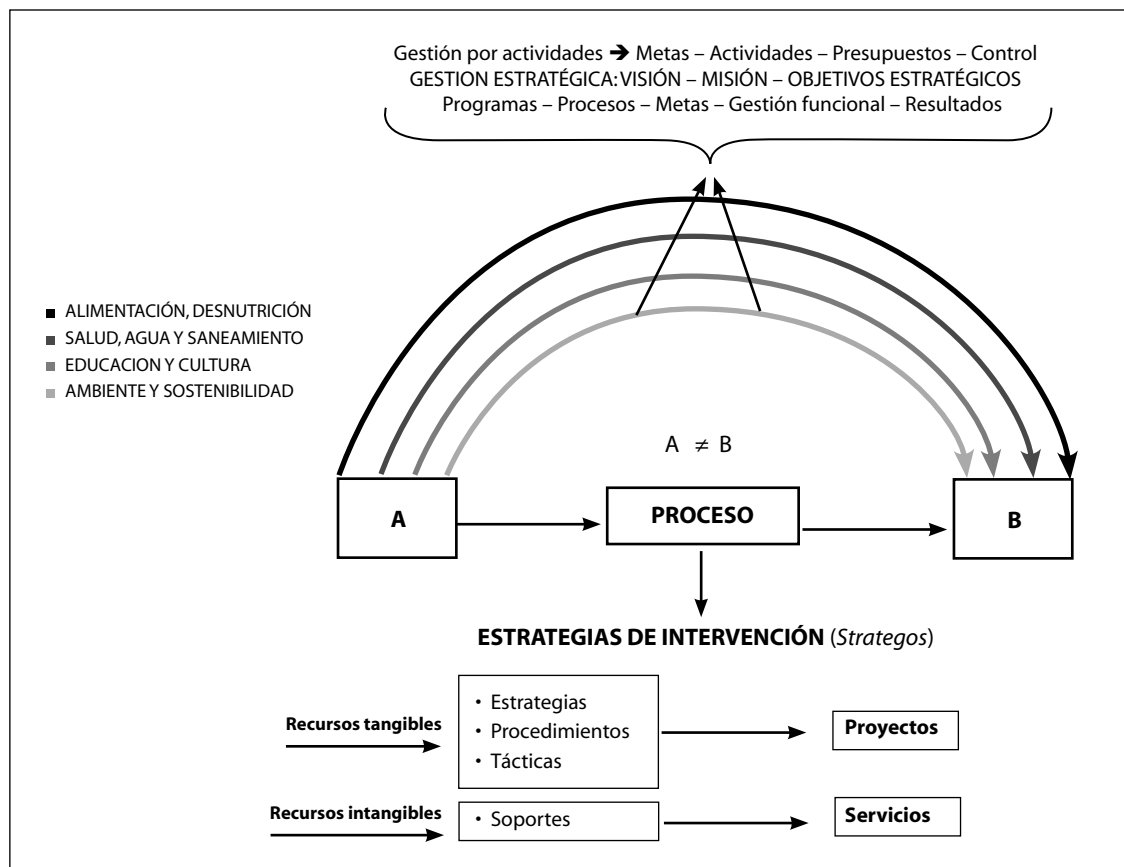 Gestión por actividades ➔ Metas – Actividades – Presupuestos – Control
GESTION ESTRATÉGICA: VISIÓN – MISIÓN – OBJETIVOS ESTRATÉGICOS
Programas – Procesos – Metas – Gestión funcional – Resultados
■ ALIMENTACIÓN, DESNUTRICIÓN
■ SALUD, AGUA Y SANEAMIENTO
■ EDUCACION Y CULTURA
■ AMBIENTE Y SOSTENIBILIDAD
A ≠ B
A
PROCESO
B
ESTRATEGIAS DE INTERVENCIÓN (Strategos)
Recursos tangibles
• Estrategias
• Procedimientos
• Tácticas
Proyectos
Recursos intangibles
• Soportes
Servicios